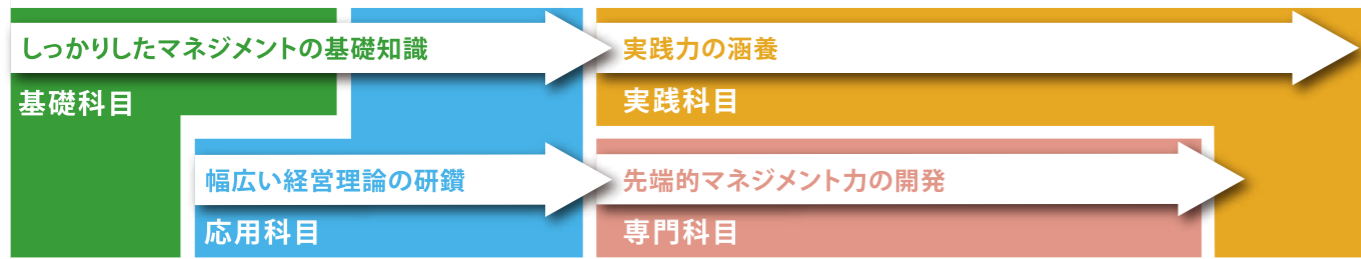 しっかりしたマネジメントの基礎知識
基礎科目
実践力の涵養
実践科目
幅広い経営理論の研鑽
応用科目
先端的マネジメント力の開発
専門科目